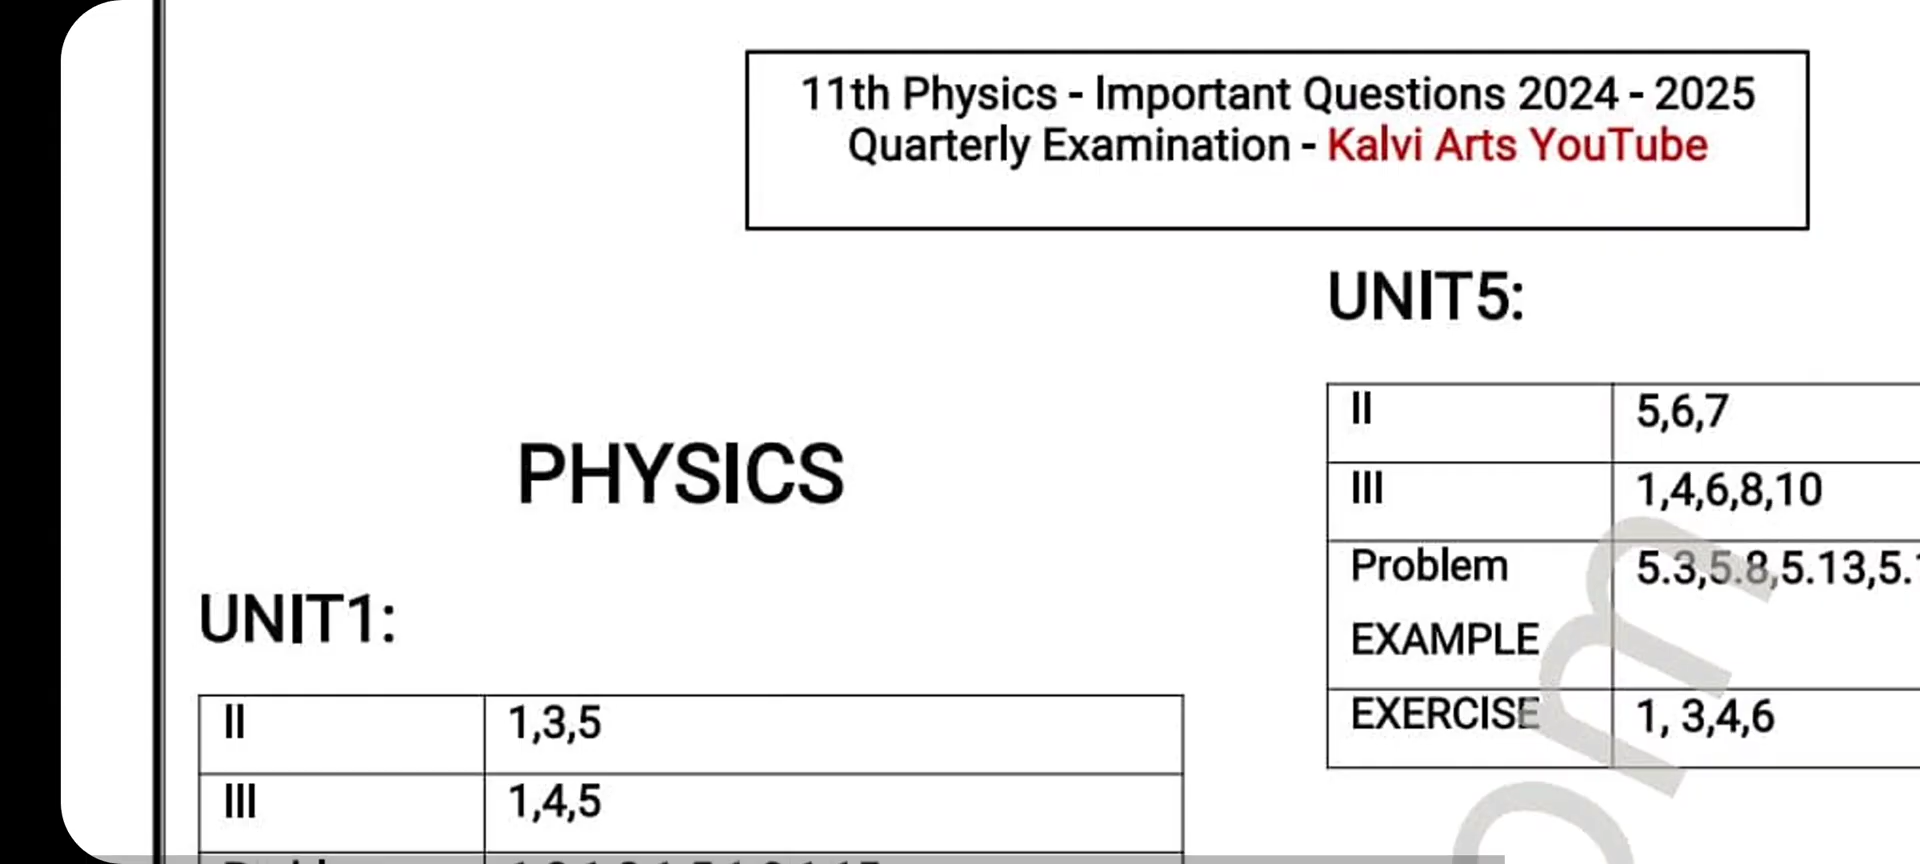 11th Physics - Important Questions 2024 - 2025
Quarterly Examination - Kalvi Arts YouTube
PHYSICS
UNIT1:
II 1,3,5
III 1,4,5
UNIT5:
II 5,6,7
III 1,4,6,8,10
Problem 5.3,5.8,5.13,5.
EXAMPLE
EXERCISE 1, 3,4,6
om